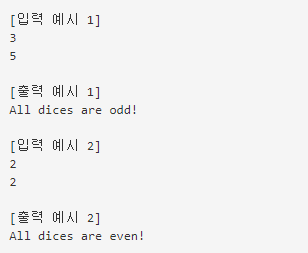 [입력 예시 1]
3
5
[출력 예시 1]
All dices are odd!
[입력 예시 2]
2
2
[출력 예시 2]
All dices are even!